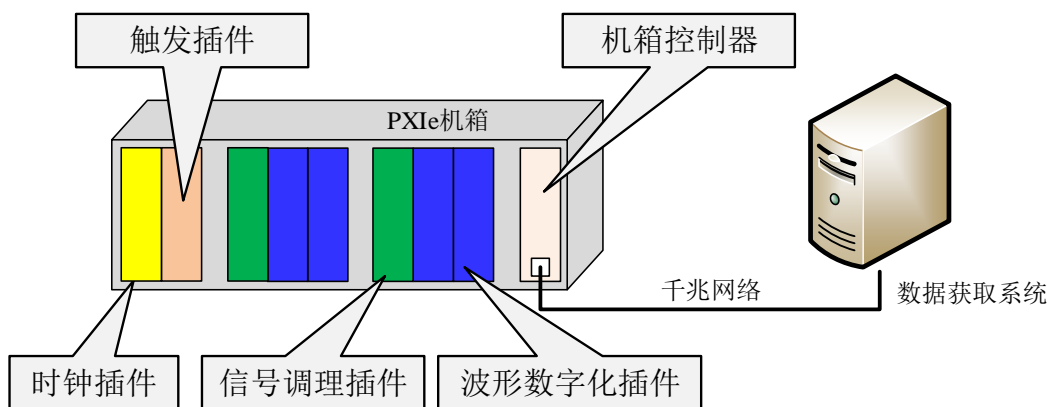 触发插件
机箱控制器
PXIe机箱
千兆网络
数据获取系统
时钟插件
信号调理插件
波形数字化插件